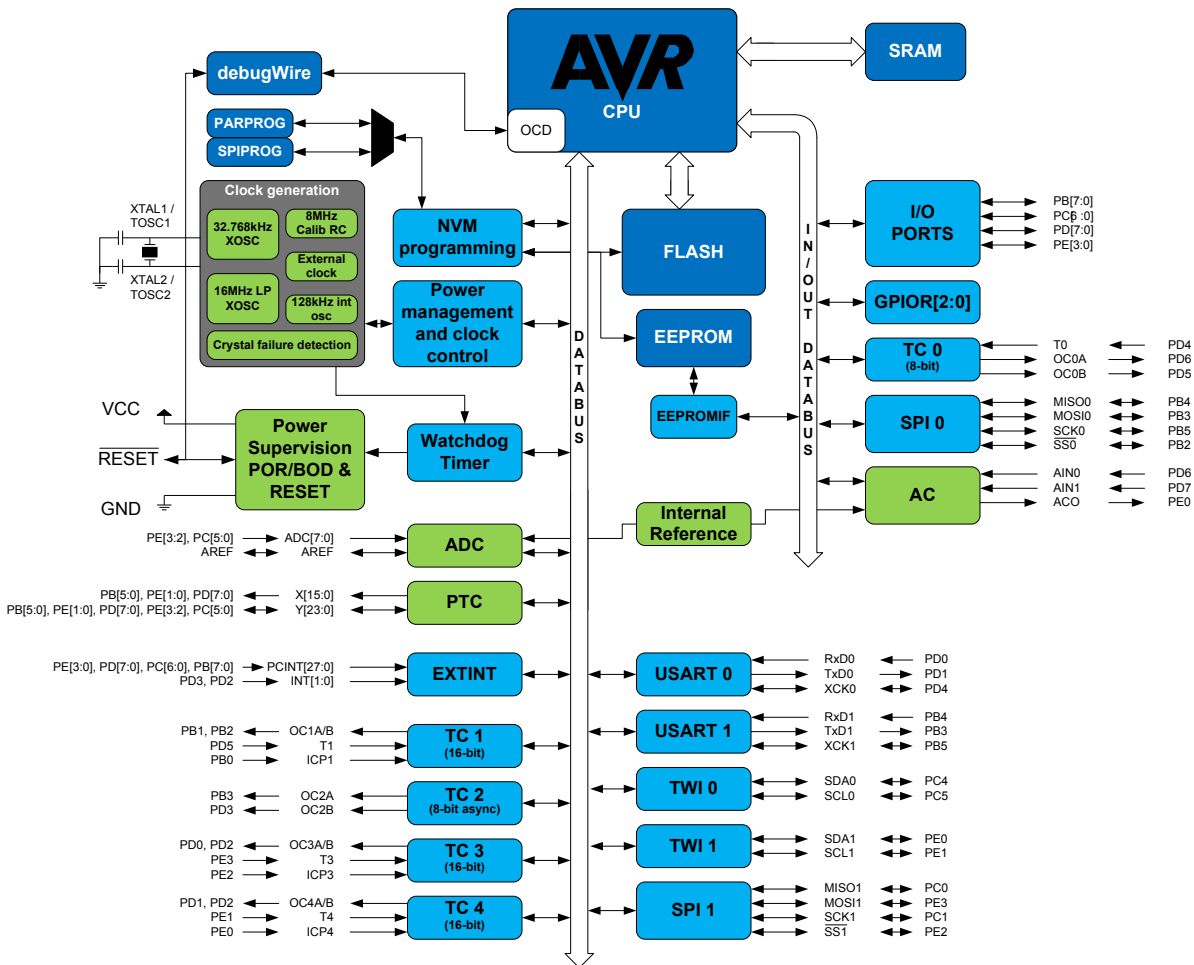 AVR
CPU
OCD
SRAM
debugWire
PARPROG
SPIPROG
Clock generation
32.768kHz
XOSC
8MHz
Calib RC
External
clock
16MHz LP
XOSC
128kHz int
osc
Crystal failure detection
XTAL1 /
TOSC1
XTAL2 /
TOSC2
NVM
programming
Power
management
and clock
control
FLASH
EEPROM
EEPROMIF
DATABUS
IN/OUT DATABUS
I/O
PORTS
PB[7:0]
PC[6:0]
PD[7:0]
PE[3:0]
GPIOR[2:0]
TC 0
(8-bit)
T0 PD4
OC0A PD6
OC0B PD5
SPI 0
MISO0 PB4
MOSI0 PB3
SCK0 PB5
SS0 PB2
AC
AIN0 PD6
AIN1 PD7
ACO PE0
VCC
RESET
GND
Power
Supervision
POR/BOD &
RESET
Watchdog
Timer
Internal
Reference
PE[3:2], PC[5:0] ADC[7:0]
AREF AREF
ADC
PB[5:0], PE[1:0], PD[7:0] X[15:0]
PB[5:0], PE[1:0], PD[7:0], PE[3:2], PC[5:0] Y[23:0]
PTC
PE[3:0], PD[7:0], PC[6:0], PB[7:0] PCINT[27:0]
PD3, PD2 INT[1:0]
EXTINT
PB1, PB2 OC1A/B
PD5 T1
PB0 ICP1
TC 1
(16-bit)
PB3 OC2A
PD3 OC2B
TC 2
(8-bit async)
PD0, PD2 OC3A/B
PE3 T3
PE2 ICP3
TC 3
(16-bit)
PD1, PD2 OC4A/B
PE1 T4
PE0 ICP4
TC 4
(16-bit)
USART 0
RxD0 PD0
TxD0 PD1
XCK0 PD4
USART 1
RxD1 PB4
TxD1 PB3
XCK1 PB5
TWI 0
SDA0 PC4
SCL0 PC5
TWI 1
SDA1 PE0
SCL1 PE1
SPI 1
MISO1 PC0
MOSI1 PE3
SCK1 PC1
SS1 PE2